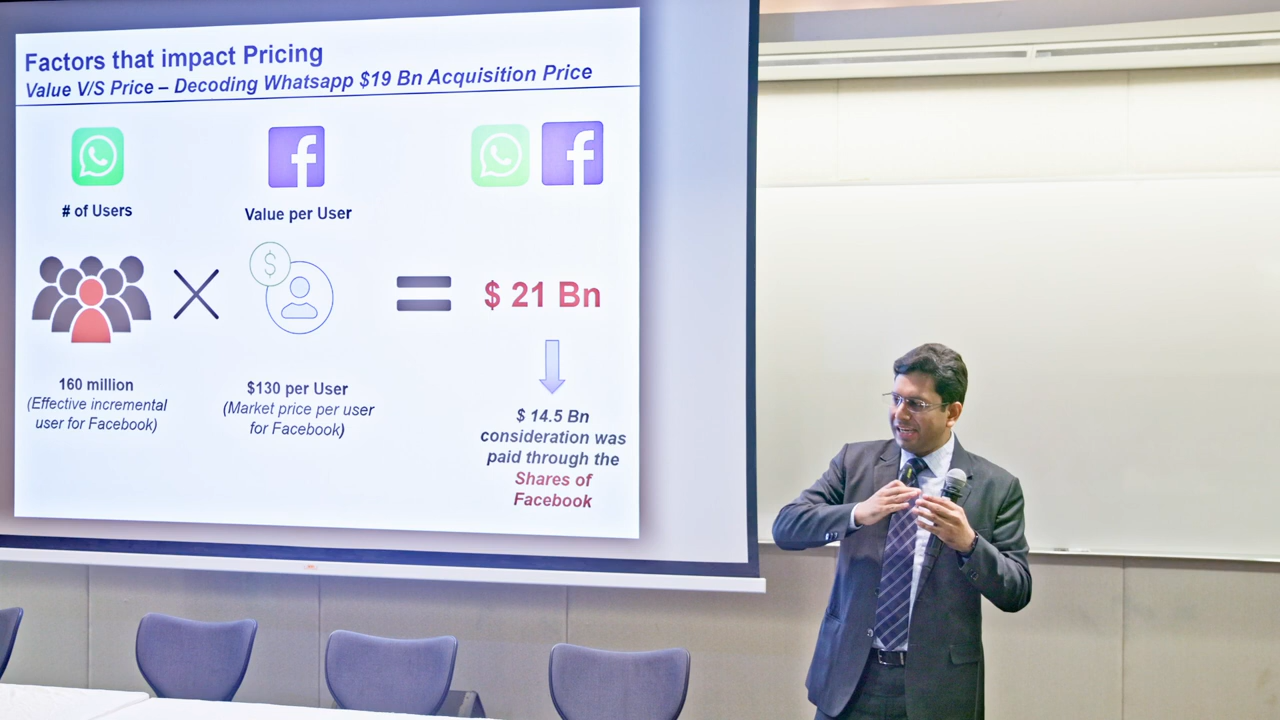 Factors that impact Pricing
Value V/S Price – Decoding Whatsapp $19 Bn Acquisition Price
# of Users
Value per User
$ 21 Bn
160 million
(Effective incremental
user for Facebook)
$130 per User
(Market price per user
for Facebook)
$ 14.5 Bn
consideration was
paid through the
Shares of
Facebook